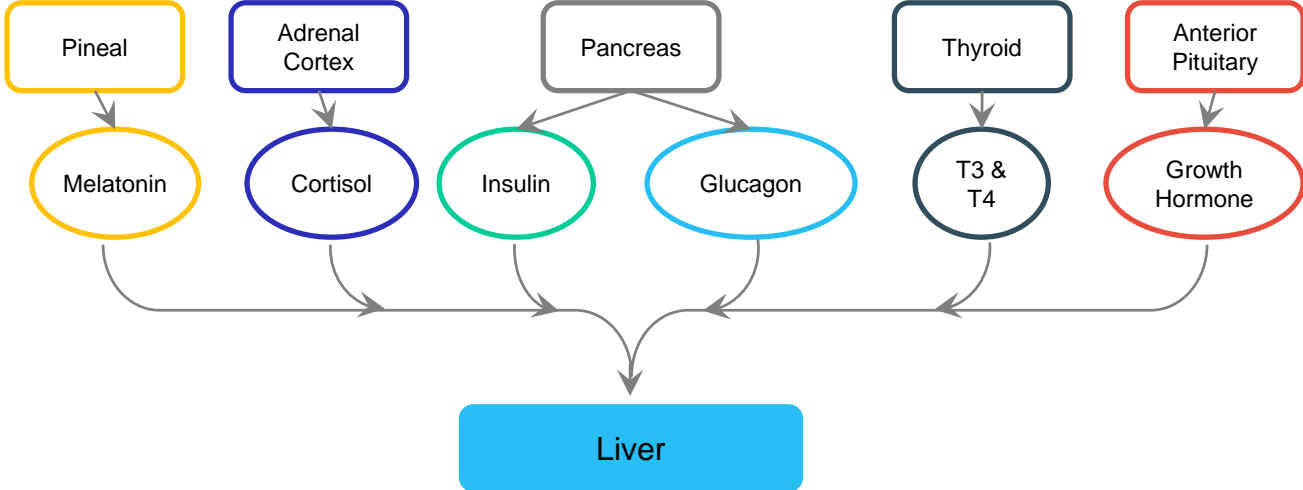 Pineal
Adrenal
Cortex
Pancreas
Thyroid
Anterior
Pituitary
Melatonin
Cortisol
Insulin
Glucagon
T3 &
T4
Growth
Hormone
Liver